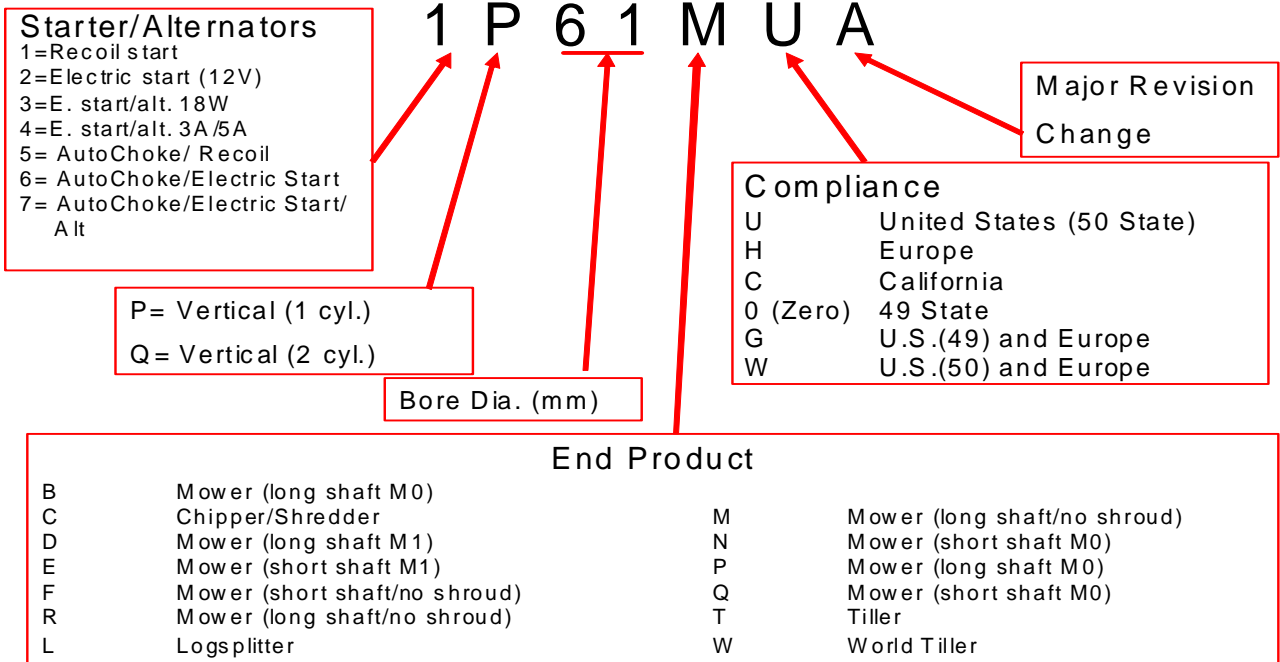 1 P 6 1 M U A
Starter/Alternators
1=Recoil start
2=Electric start (12V)
3=E. start/alt. 18W
4=E. start/alt. 3A/5A
5= AutoChoke/ Recoil
6= AutoChoke/Electric Start
7= AutoChoke/Electric Start/
Alt
Major Revision
Change
Compliance
U United States (50 State)
H Europe
C California
0 (Zero) 49 State
G U.S.(49) and Europe
W U.S.(50) and Europe
P= Vertical (1 cyl.)
Q= Vertical (2 cyl.)
Bore Dia. (mm)
End Product
B Mower (long shaft M0)
C Chipper/Shredder
D Mower (long shaft M1)
E Mower (short shaft M1)
F Mower (short shaft/no shroud)
R Mower (long shaft/no shroud)
L Logsplitter
M Mower (long shaft/no shroud)
N Mower (short shaft M0)
P Mower (long shaft M0)
Q Mower (short shaft M0)
T Tiller
W World Tiller